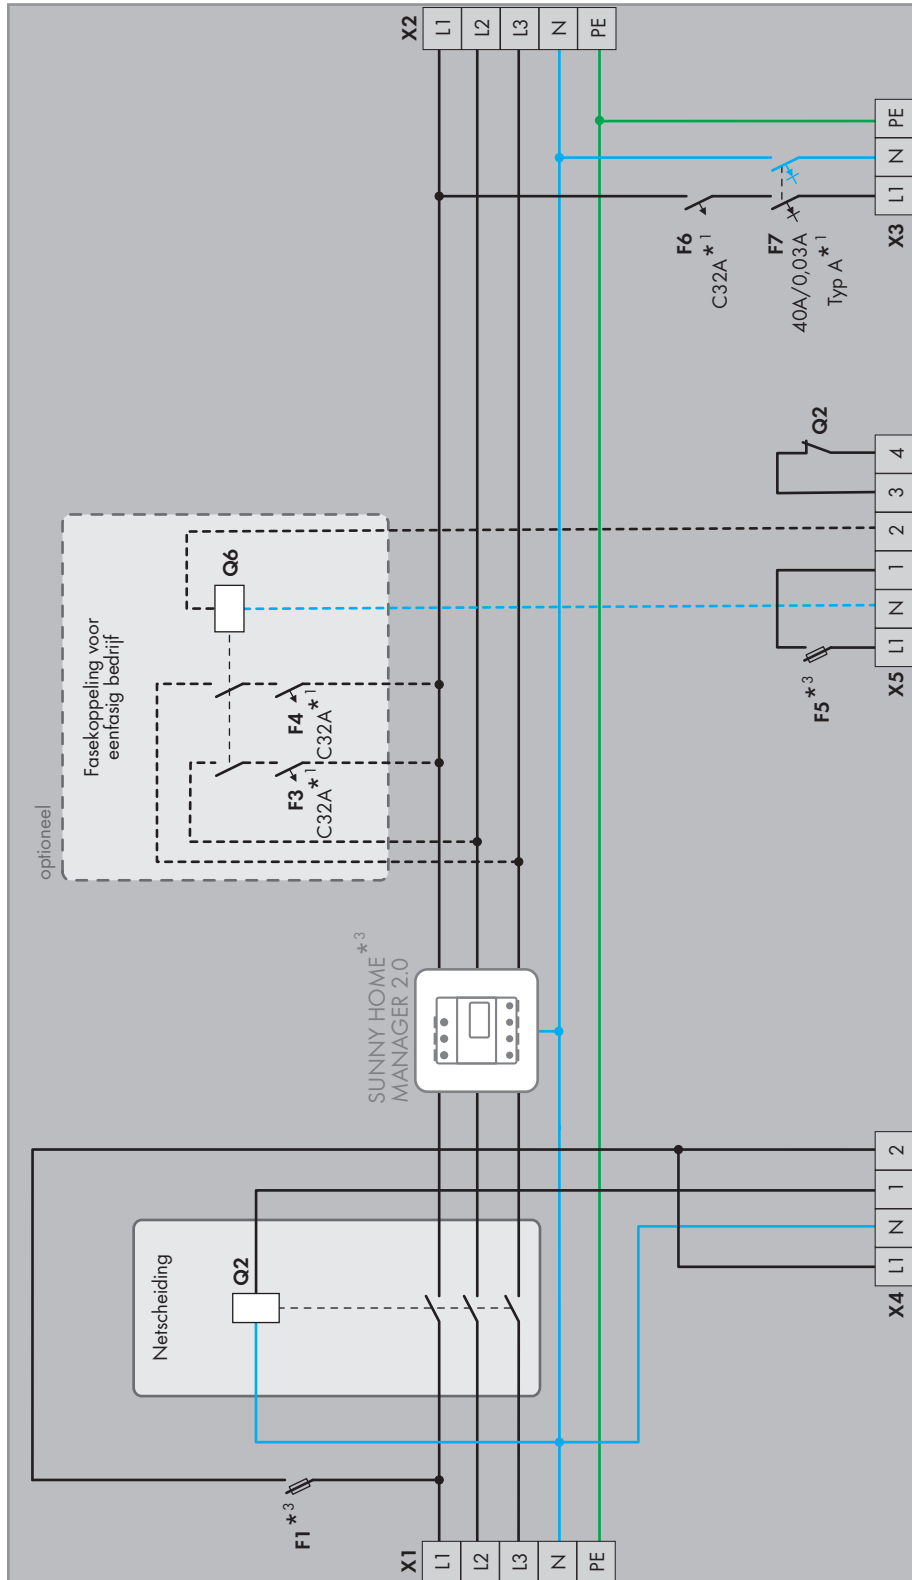 X2
L1
L2
L3
N
PE
PE
N
L1
X3
F6
C32A *1
F7
40A/0,03A
Typ A *1
Q2
4
3
2
1
N
L1
X5
F5 *3
optioneel
Fasekoppeling voor
eenfasig bedrijf
Q6
F4 *1
C32A
F3 *1
C32A
SUNNY HOME *3
MANAGER 2.0
Netscheiding
Q2
2
1
N
L1
X4
F1 *3
X1
L1
L2
L3
N
PE